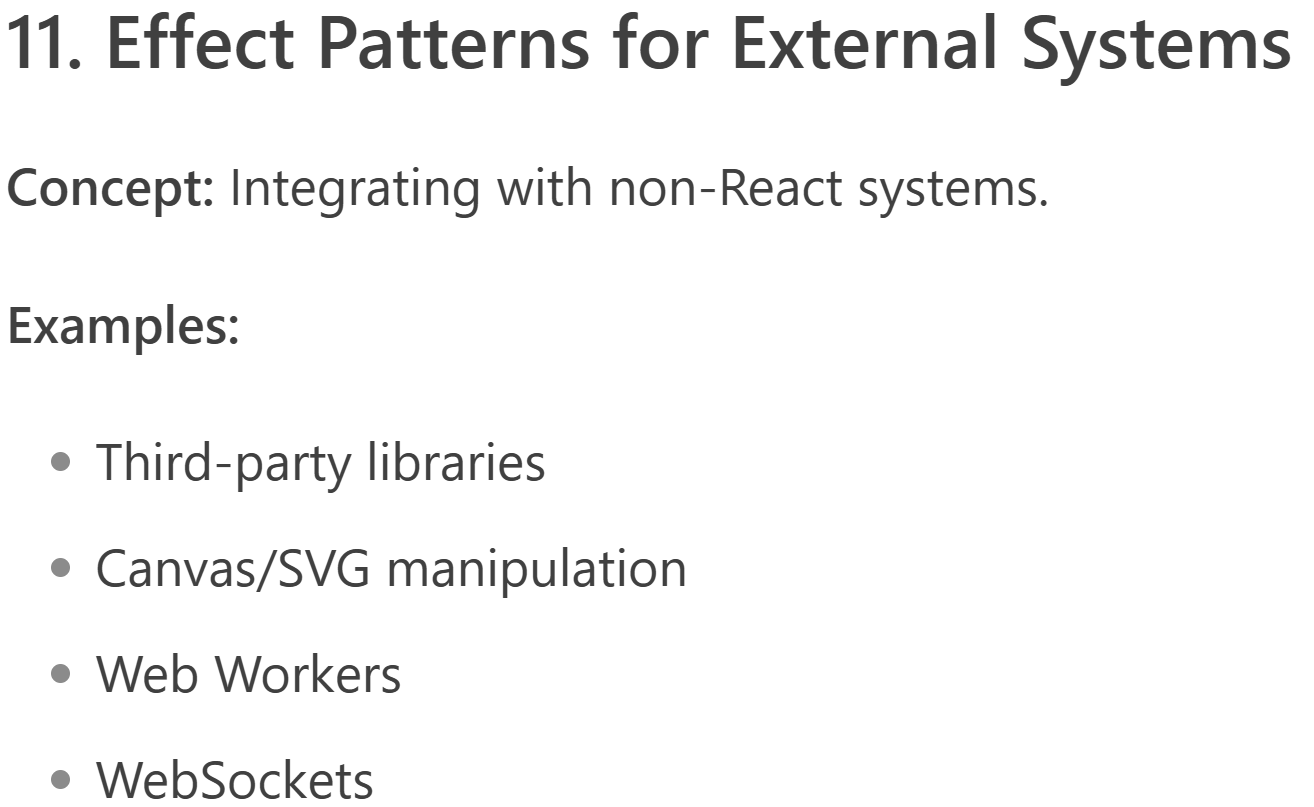 11. Effect Patterns for External Systems
Concept: Integrating with non-React systems.
Examples:
• Third-party libraries
• Canvas/SVG manipulation
• Web Workers
• WebSockets